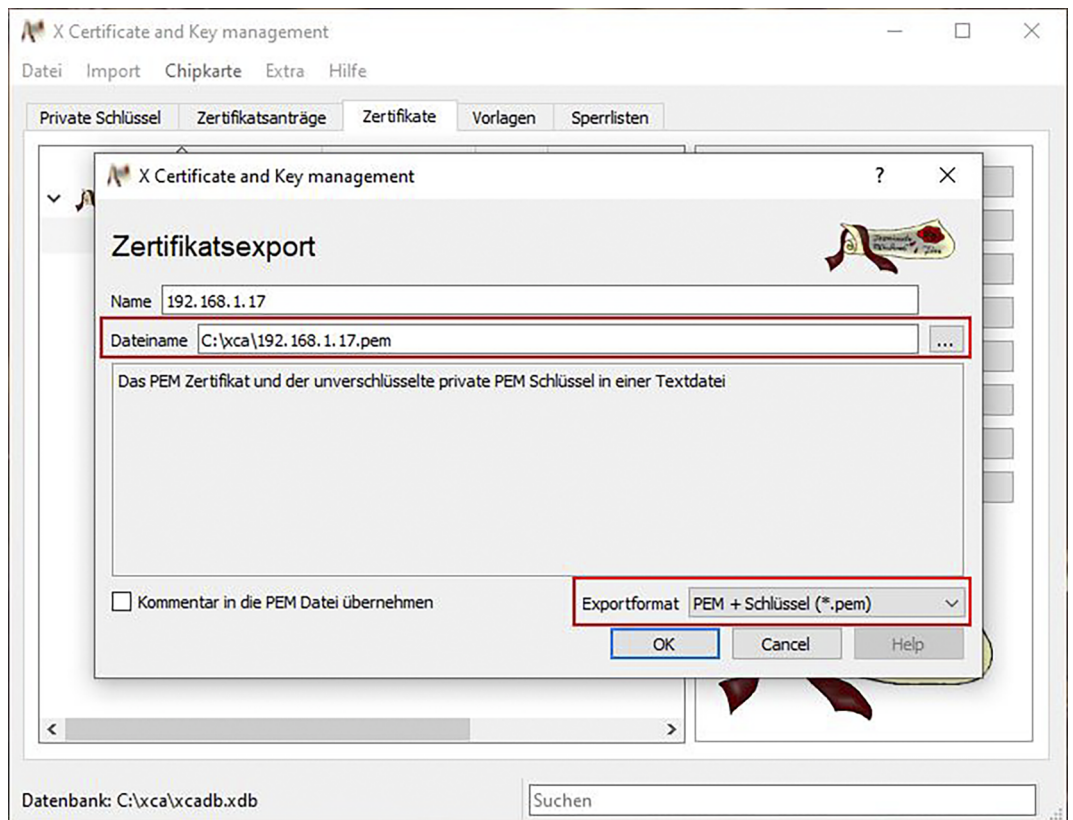 X Certificate and Key management
Datei Import Chipkarte Extra Hilfe
Private Schlüssel Zertifikatsanträge Zertifikate Vorlagen Sperrlisten
X Certificate and Key management ?
Zertifikatsexport
Name 192.168.1.17
Dateiname C:\xca\192.168.1.17.pem ...
Das PEM Zertifikat und der unverschlüsselte private PEM Schlüssel in einer Textdatei
Kommentar in die PEM Datei übernehmen
Exportformat PEM + Schlüssel (*.pem)
OK Cancel Help
Datenbank: C:\xca\xcadb.xdb
Suchen